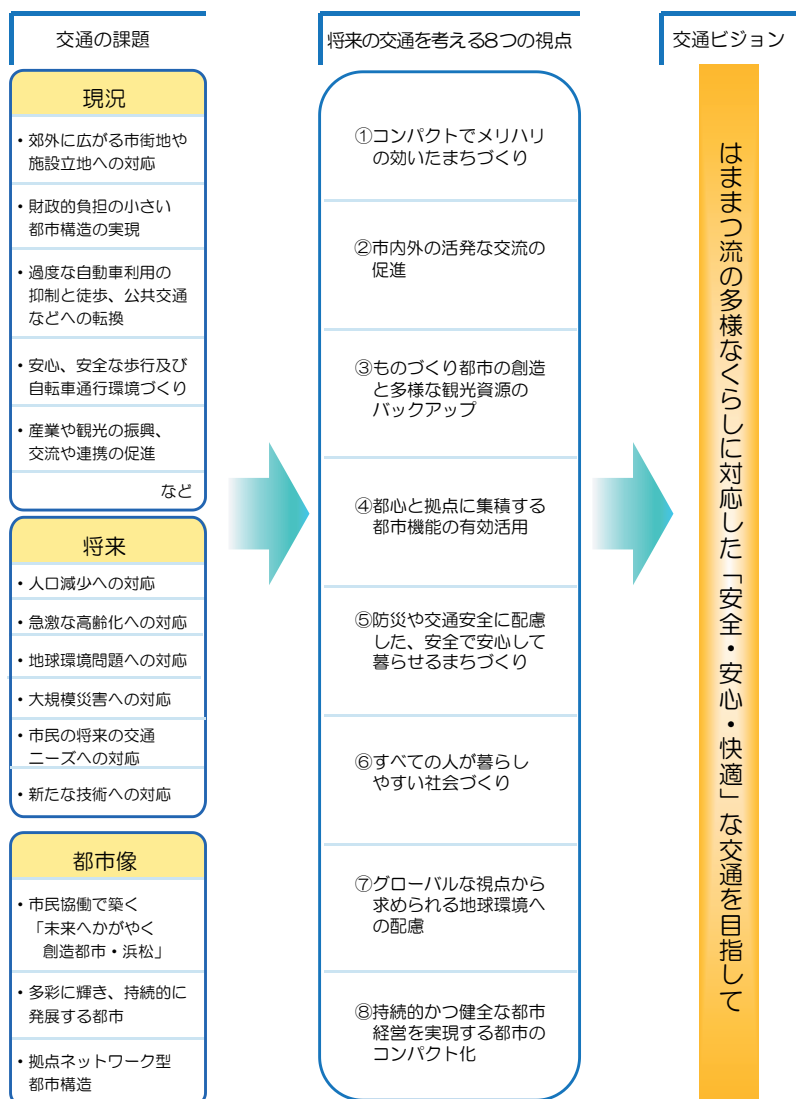 交通の課題
現況
・郊外に広がる市街地や
施設立地への対応
・財政的負担の小さい
都市構造の実現
・過度な自動車利用の
抑制と徒歩、公共交通
などへの転換
・安心、安全な歩行及び
自転車通行環境づくり
・産業や観光の振興、
交流や連携の促進
など
将来
・人口減少への対応
・急激な高齢化への対応
・地球環境問題への対応
・大規模災害への対応
・市民の将来の交通
ニーズへの対応
・新たな技術への対応
都市像
・市民協働で築く
「未来へかがやく
創造都市・浜松」
・多彩に輝き、持続的に
発展する都市
・拠点ネットワーク型
都市構造
将来の交通を考える8つの視点
①コンパクトでメリハリ
の効いたまちづくり
②市内外の活発な交流の
促進
③ものづくり都市の創造
と多様な観光資源の
バックアップ
④都心と拠点に集積する
都市機能の有効活用
⑤防災や交通安全に配慮
した、安全で安心して
暮らせるまちづくり
⑥すべての人が暮らし
やすい社会づくり
⑦グローバルな視点から
求められる地球環境へ
の配慮
⑧持続的かつ健全な都市
経営を実現する都市の
コンパクト化
交通ビジョン
はままつ流の多様なくらしに対応した「安全・安心・快適」な交通を目指して